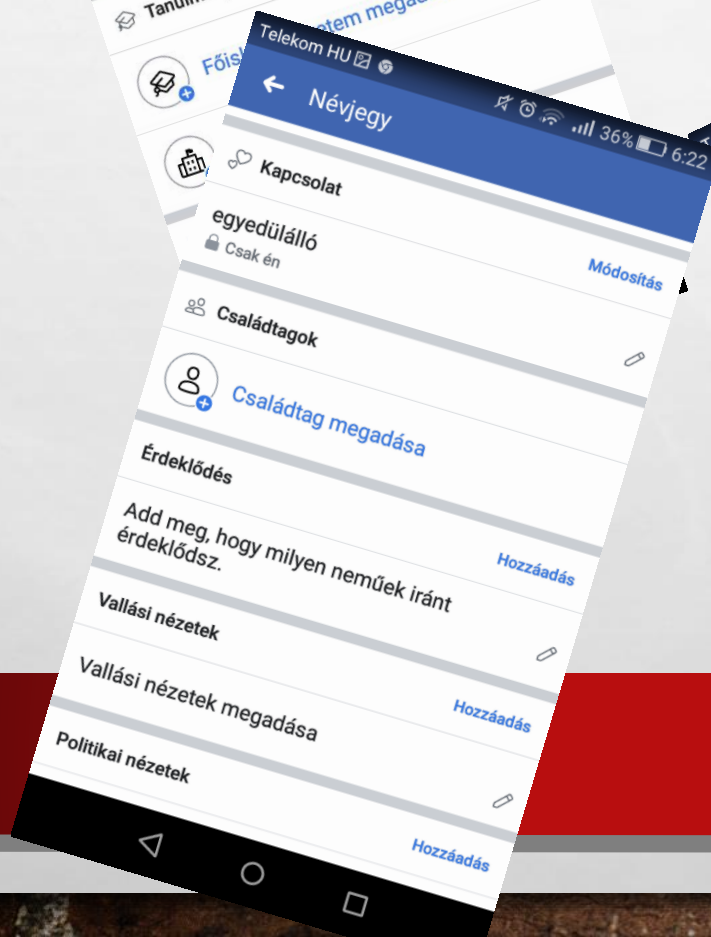 Főis
Telekom HU 36% 6:22
Névjegy
Kapcsolat
Módosítás
egyedülálló
Csak én
Családtagok
Családtag megadása
Érdeklődés
Hozzáadás
Add meg, hogy milyen neműek iránt
érdeklődsz.
Vallási nézetek
Hozzáadás
Vallási nézetek megadása
Politikai nézetek
Hozzáadás